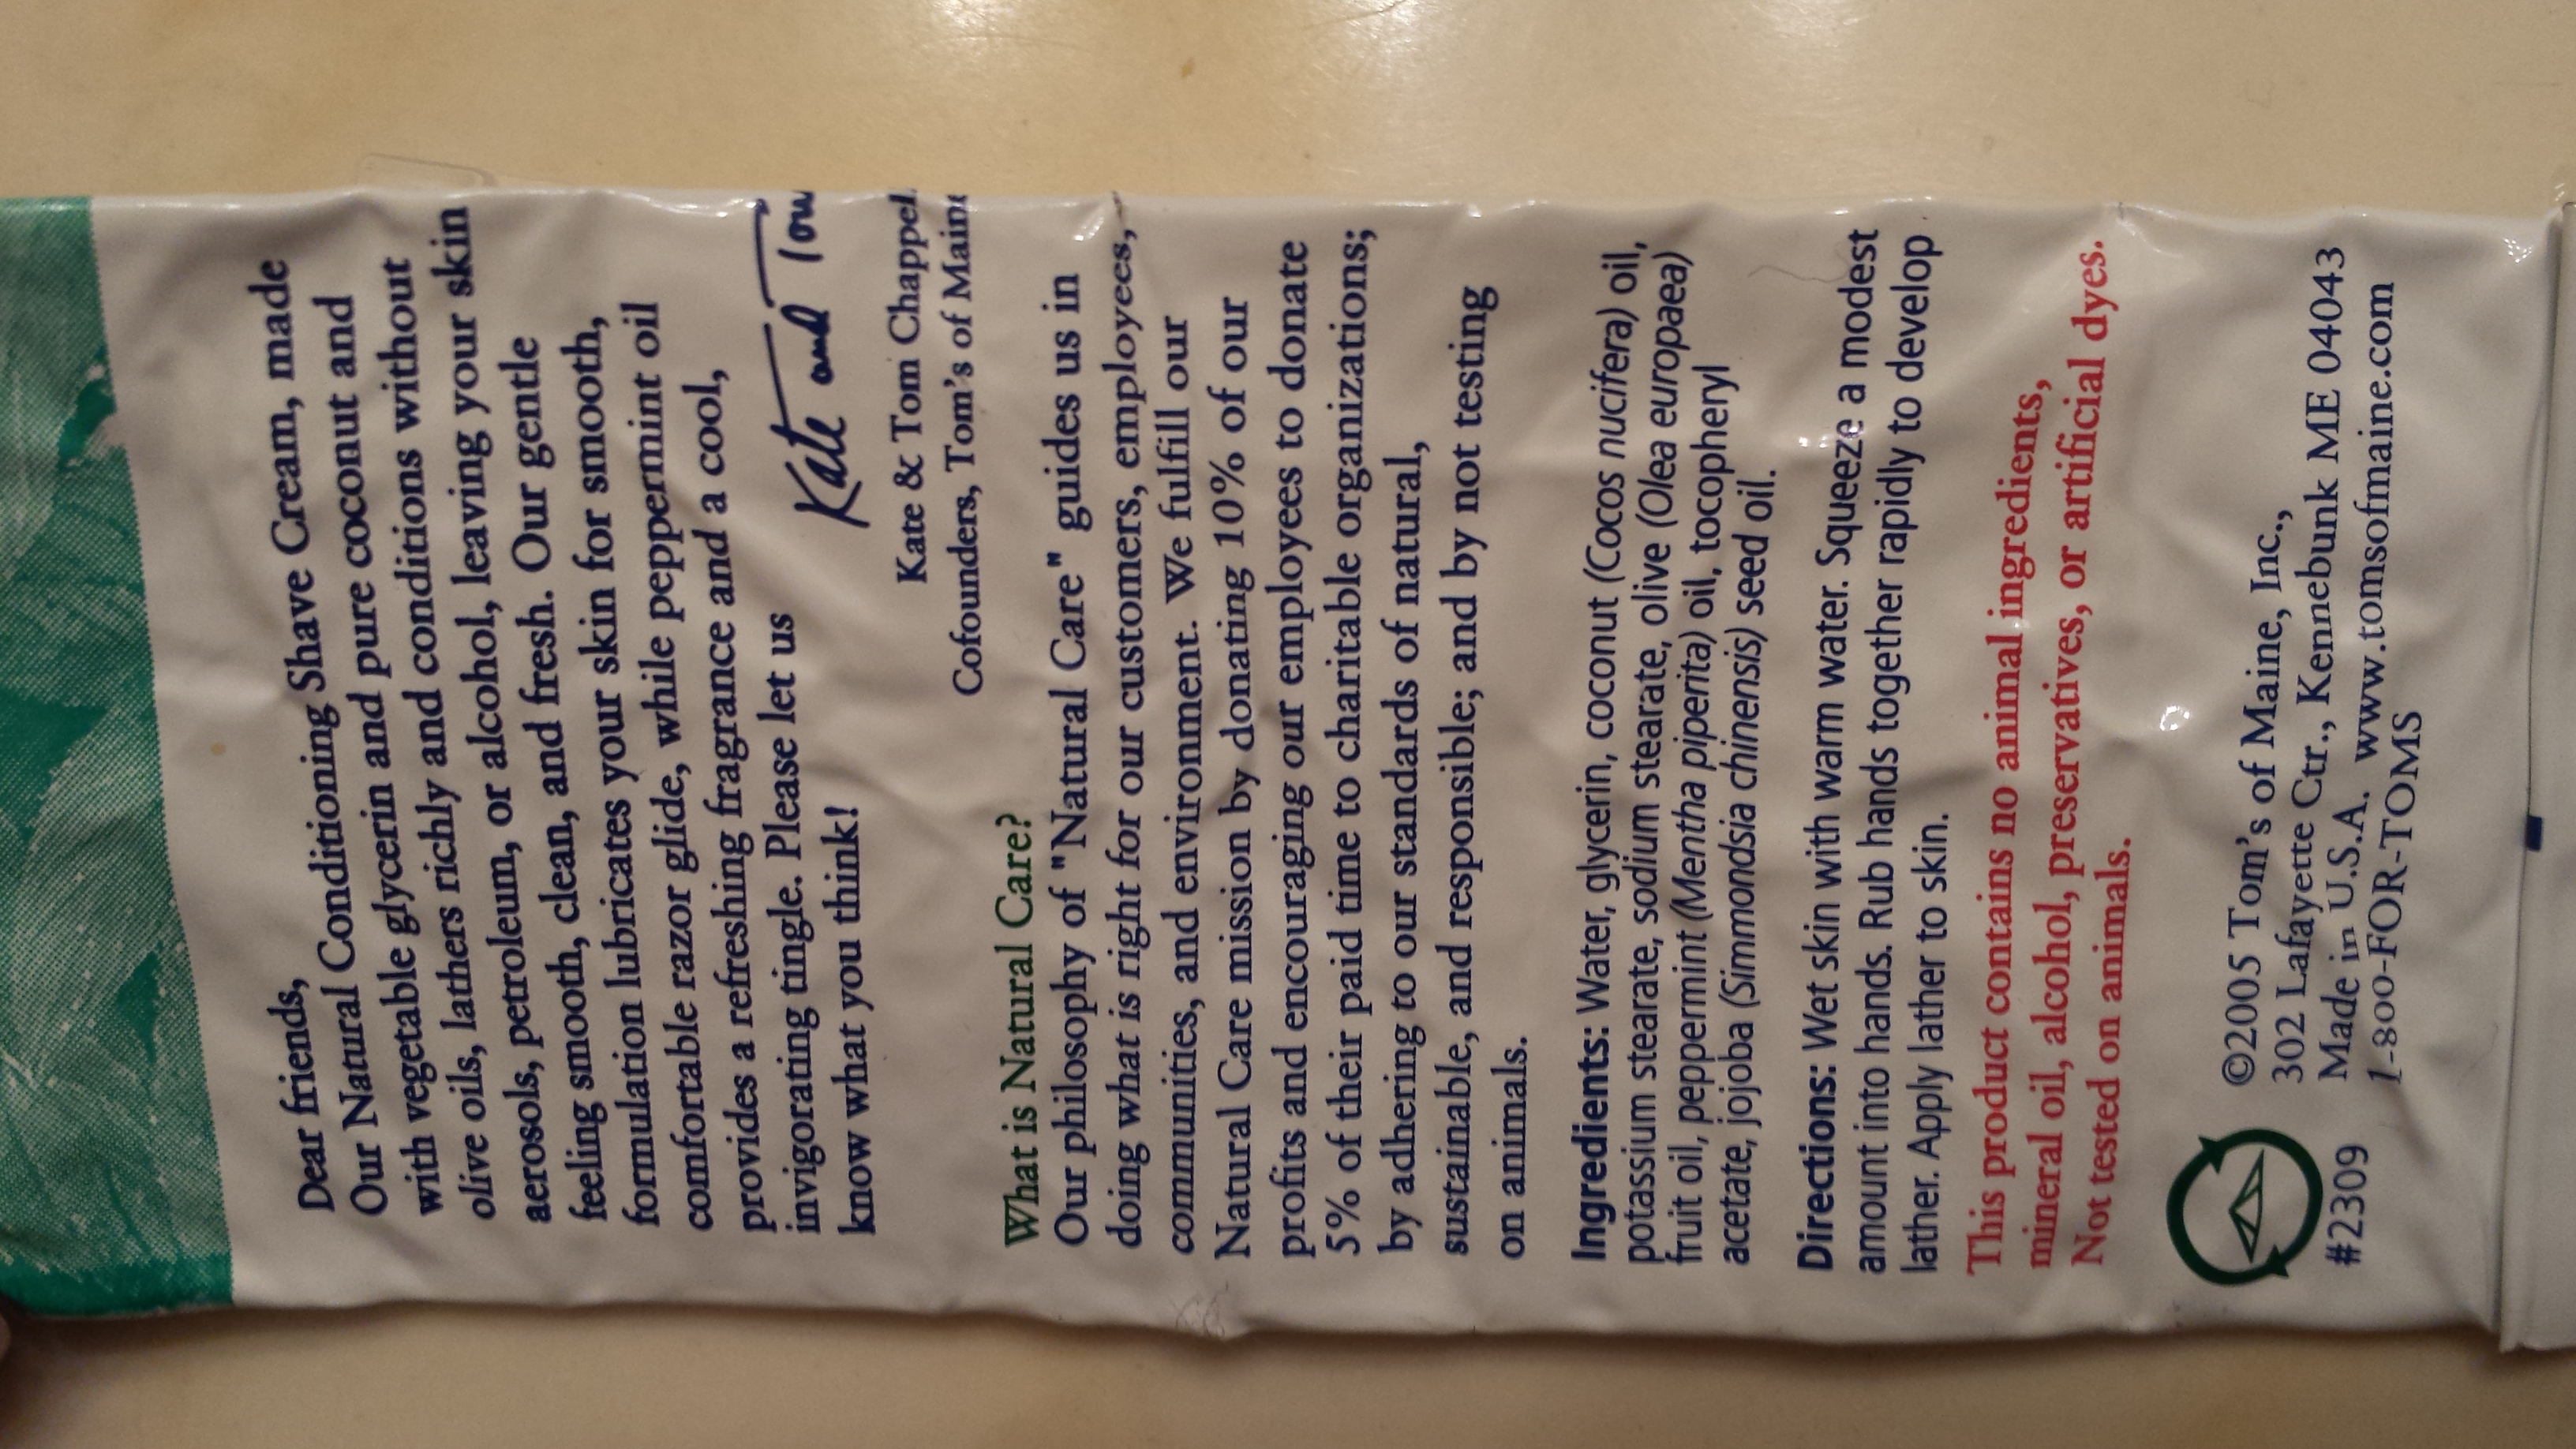 Dear friends,
Our Natural Conditioning Shave Cream, made
with vegetable glycerin and pure coconut and
olive oils, lathers richly and conditions without
aerosols, petroleum, or alcohol, leaving your skin
feeling smooth, clean, and fresh. Our gentle
formulation lubricates your skin for smooth,
comfortable razor glide, while peppermint oil
provides a refreshing fragrance and a cool,
invigorating tingle. Please let us
know what you think!
Kate and Tom
Kate & Tom Chappel
Cofounders, Tom's of Maine
What is Natural Care?
Our philosophy of "Natural Care" guides us in
doing what is right for our customers, employees,
communities, and environment. We fulfill our
Natural Care mission by donating 10% of our
profits and encouraging our employees to donate
5% of their paid time to charitable organizations;
by adhering to our standards of natural,
sustainable, and responsible; and by not testing
on animals.
Ingredients: Water, glycerin, coconut (Cocos nucifera) oil,
potassium stearate, sodium stearate, olive (Olea europaea)
fruit oil, peppermint (Mentha piperita) oil, tocopheryl
acetate, jojoba (Simmondsia chinensis) seed oil.
Directions: Wet skin with warm water. Squeeze a modest
amount into hands. Rub hands together rapidly to develop
lather. Apply lather to skin.
This product contains no animal ingredients,
mineral oil, alcohol, preservatives, or artificial dyes.
Not tested on animals.
©2005 Tom's of Maine, Inc.,
302 Lafayette Ctr., Kennebunk ME 04043
Made in U.S.A. www.tomsofmaine.com
1-800-FOR-TOMS
#2309